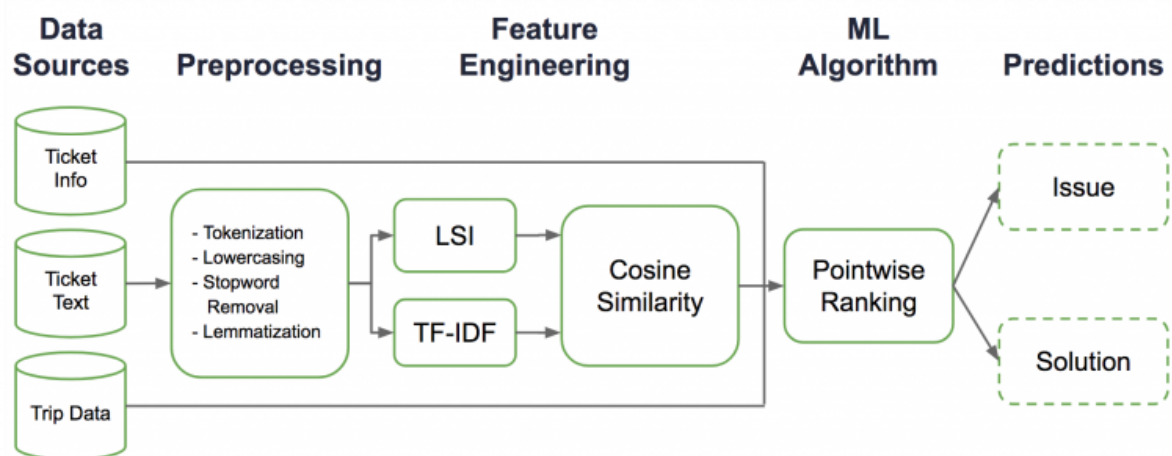 Data
Sources
Preprocessing
Feature
Engineering
ML
Algorithm
Predictions
Ticket
Info
Ticket
Text
Trip Data
- Tokenization
- Lowercasing
- Stopword
Removal
- Lemmatization
LSI
TF-IDF
Cosine
Similarity
Pointwise
Ranking
Issue
Solution